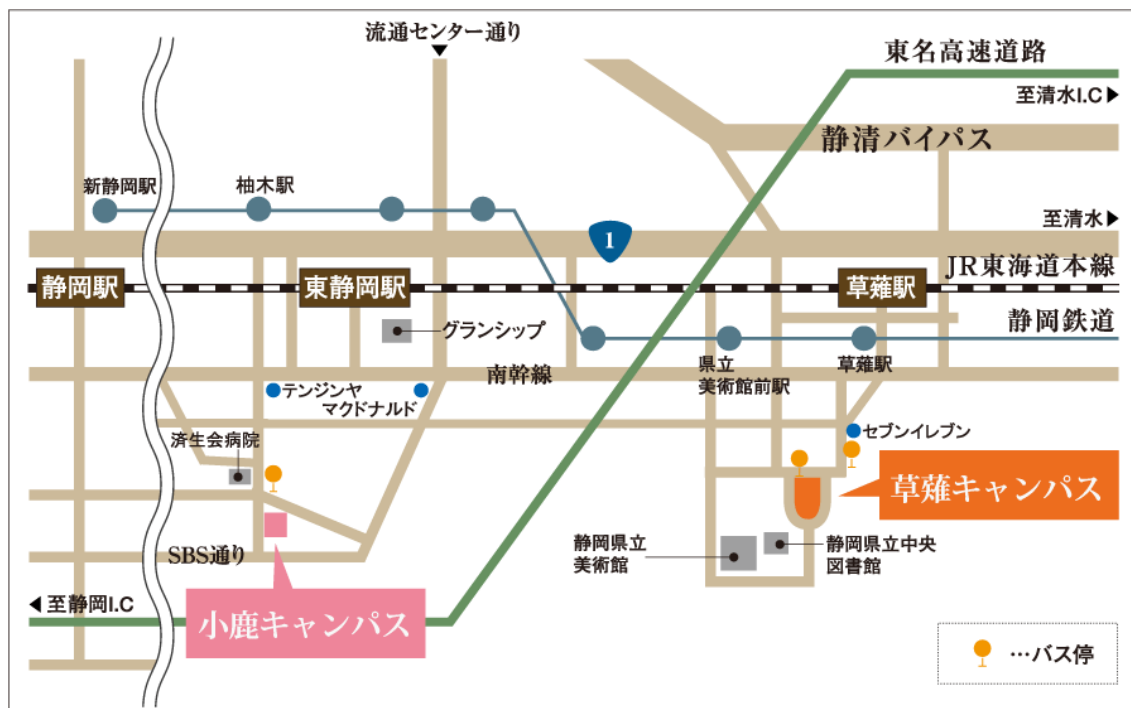 流通センター通り
東名高速道路
至清水I.C
静清バイパス
新静岡駅
柚木駅
至清水
1
JR東海道本線
静岡駅
東静岡駅
草薙駅
グランシップ
静岡鉄道
県立
美術館前駅
草薙駅
南幹線
テンジンヤ
マクドナルド
済生会病院
セブンイレブン
草薙キャンパス
SBS通り
静岡県立
美術館
静岡県立中央
図書館
至静岡I.C
小鹿キャンパス
…バス停